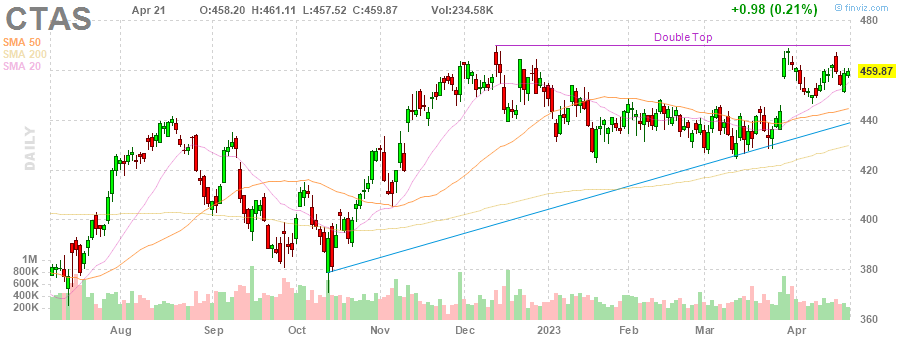 CTAS Apr 21 O:458.20 H:461.11 L:457.52 C:459.87 Vol:234.58K +0.98 (0.21%) finviz.com
SMA 50
SMA 200
SMA 20
Double Top
DAILY
480
459.87
440
420
400
380
360
1M
800K
600K
400K
200K
Aug Sep Oct Nov Dec 2023 Feb Mar Apr